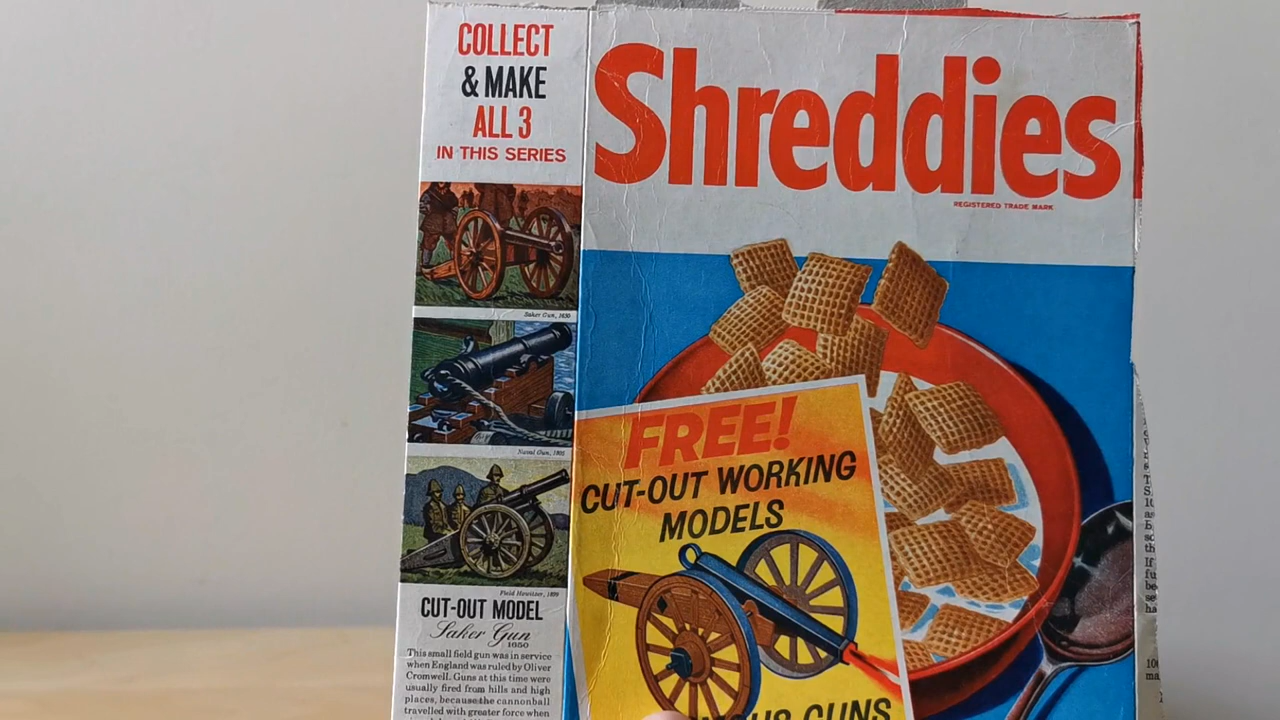 COLLECT
& MAKE
ALL 3
IN THIS SERIES
Saker Gun, 1650
Naval Gun, 1805
Field Howitzer, 1899
CUT-OUT MODEL
Saker Gun
1650
This small field gun was in service
when England was ruled by Oliver
Cromwell. Guns at this time were
usually fired from hills and high
places, because the cannonball
travelled with greater force when
Shreddies
REGISTERED TRADE MARK
FREE!
CUT-OUT WORKING
MODELS
GUNS